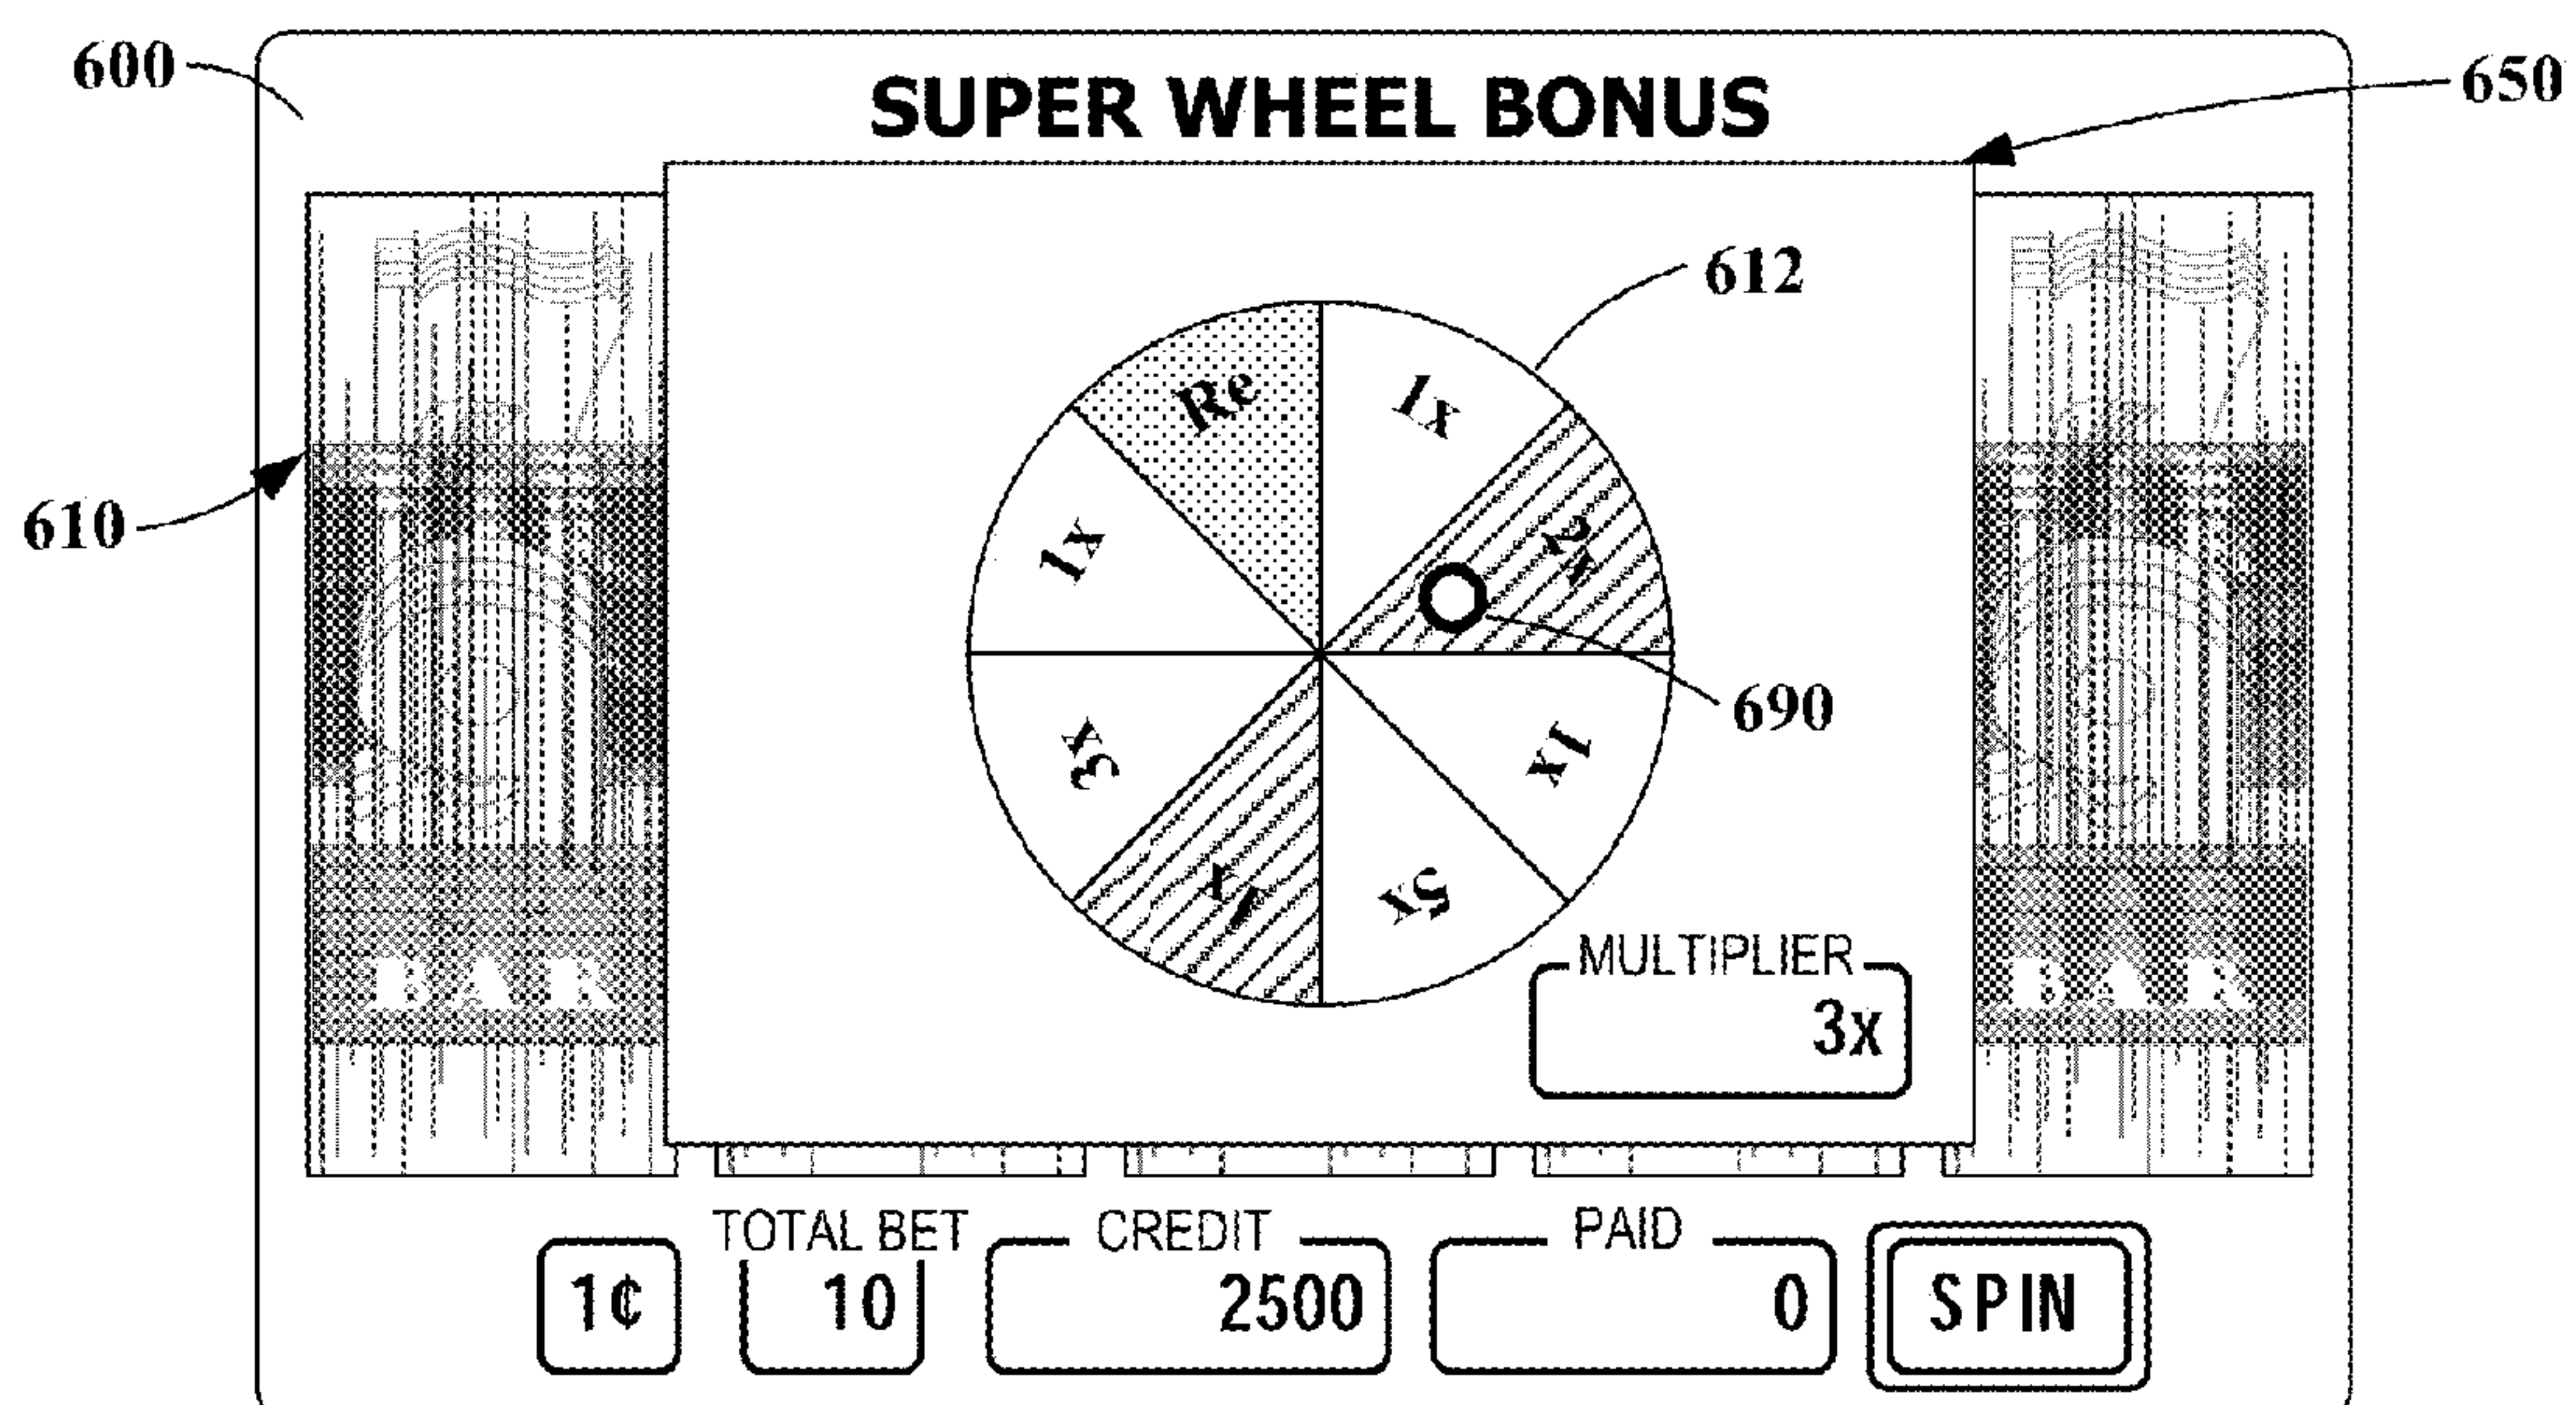 600
SUPER WHEEL BONUS
650
612
Re
1x
1x
2x
610
690
3x
1x
1x
5x
MULTIPLIER
3x
BAR
BAR
TOTAL BET
CREDIT
PAID
1¢
10
2500
0
SPIN